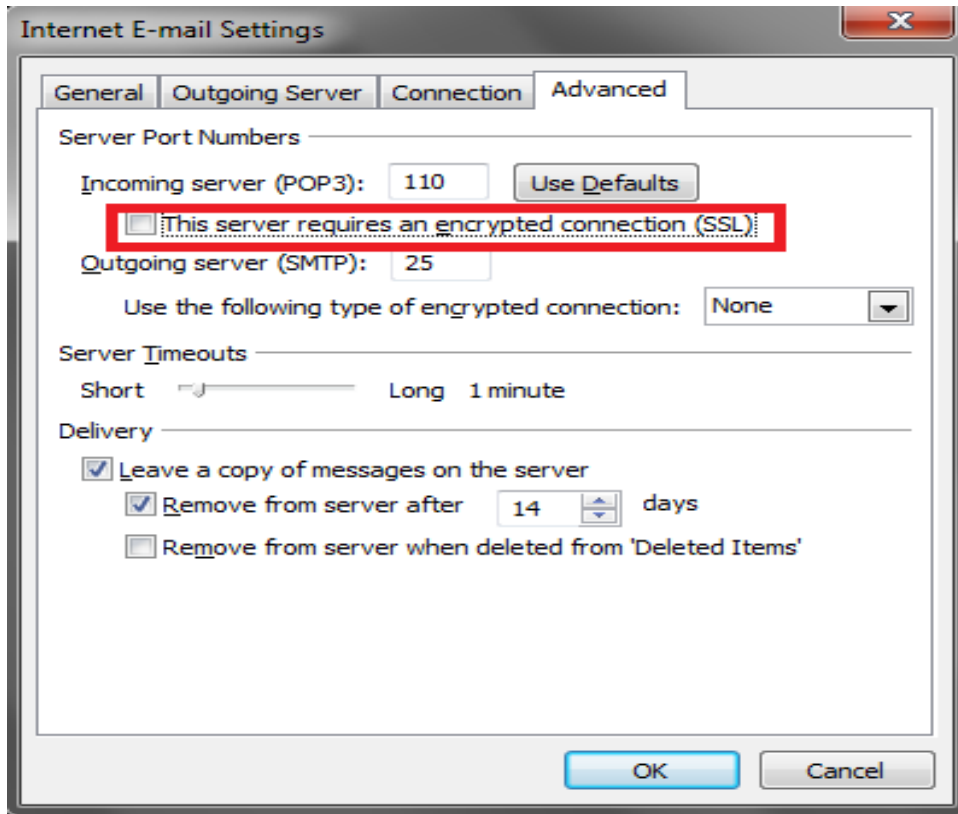 Internet E-mail Settings
General Outgoing Server Connection Advanced
Server Port Numbers
Incoming server (POP3): 110 Use Defaults
This server requires an encrypted connection (SSL)
Outgoing server (SMTP): 25
Use the following type of encrypted connection: None
Server Timeouts
Short Long 1 minute
Delivery
Leave a copy of messages on the server
Remove from server after 14 days
Remove from server when deleted from 'Deleted Items'
OK Cancel